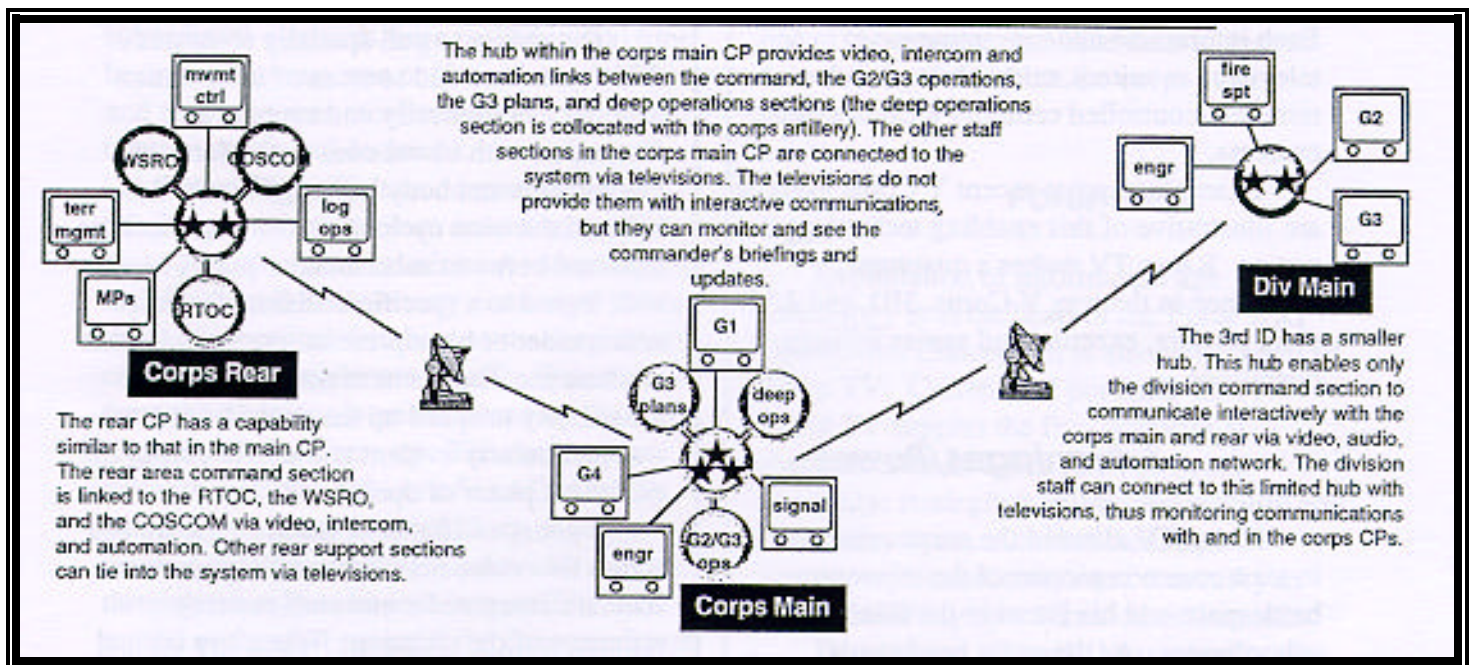 The hub within the corps main CP provides video, intercom and
automation links between the command, the G2/G3 operations,
the G3 plans, and deep operations sections (the deep operations
section is collocated with the corps artillery). The other staff
sections in the corps main CP are connected to the
system via televisions. The televisions do not
provide them with interactive communications,
but they can monitor and see the
commander's briefings and
updates.
mvmt
ctrl
WSRO
COSCOM
terr
mgmt
log
ops
MPs
RTOC
Corps Rear
The rear CP has a capability
similar to that in the main CP.
The rear area command section
is linked to the RTOC, the WSRO,
and the COSCOM via video, intercom,
and automation. Other rear support sections
can tie into the system via televisions.
G1
G3
plans
deep
ops
G4
signal
engr
G2/G3
ops
Corps Main
fire
spt
G2
engr
G3
Div Main
The 3rd ID has a smaller
hub. This hub enables only
the division command section to
communicate interactively with the
corps main and rear via video, audio,
and automation network. The division
staff can connect to this limited hub with
televisions, thus monitoring communications
with and in the corps CPs.